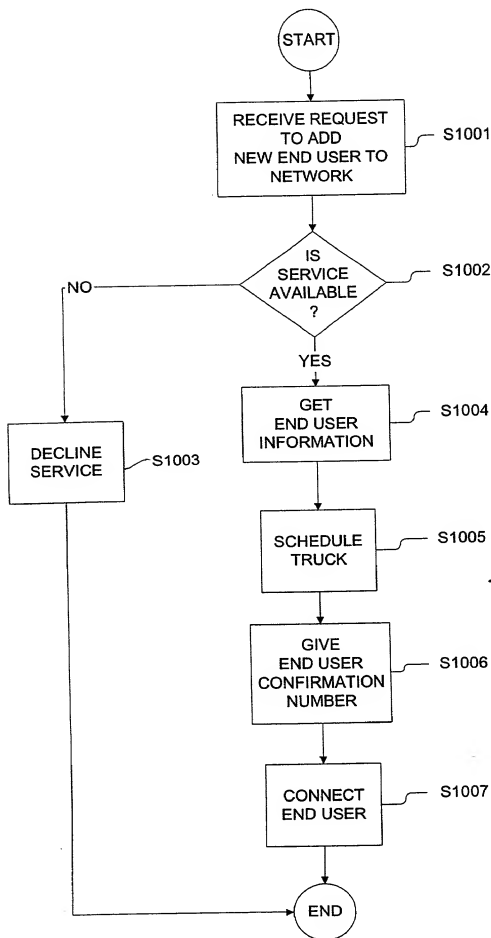 START
RECEIVE REQUEST
TO ADD
NEW END USER TO
NETWORK
S1001
IS
SERVICE
AVAILABLE
?
S1002
NO
YES
GET
END USER
INFORMATION
S1004
DECLINE
SERVICE
S1003
SCHEDULE
TRUCK
S1005
GIVE
END USER
CONFIRMATION
NUMBER
S1006
CONNECT
END USER
S1007
END